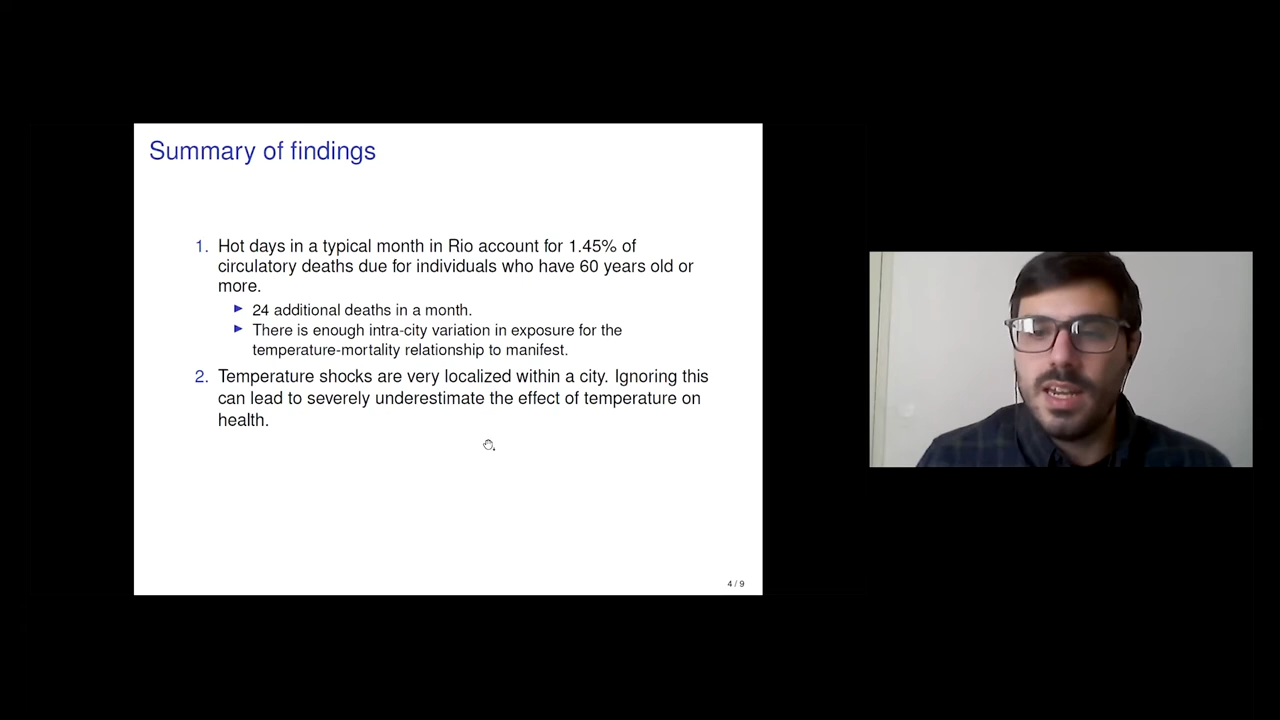 Summary of findings
1. Hot days in a typical month in Rio account for 1.45% of
circulatory deaths due for individuals who have 60 years old or
more.
24 additional deaths in a month.
There is enough intra-city variation in exposure for the
temperature-mortality relationship to manifest.
2. Temperature shocks are very localized within a city. Ignoring this
can lead to severely underestimate the effect of temperature on
health.
4 / 9